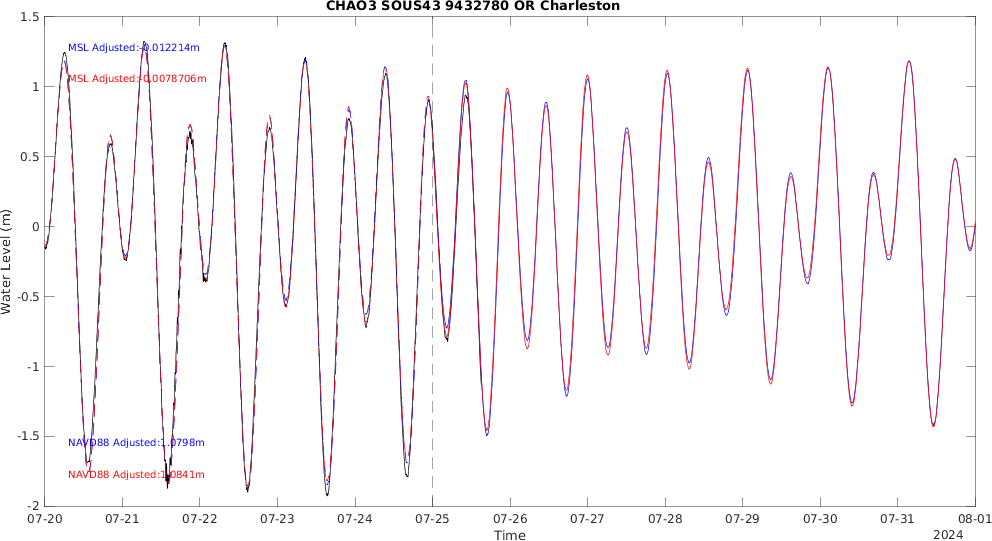 CHAO3 SOUS43 9432780 OR Charleston
1.5
MSL Adjusted:-0.012214m
MSL Adjusted:-0.0078706m
1
0.5
0
Water Level (m)
-0.5
-1
-1.5
NAVD88 Adjusted:1.0798m
NAVD88 Adjusted:1.0841m
-2
07-20 07-21 07-22 07-23 07-24 07-25 07-26 07-27 07-28 07-29 07-30 07-31 08-01
Time
2024